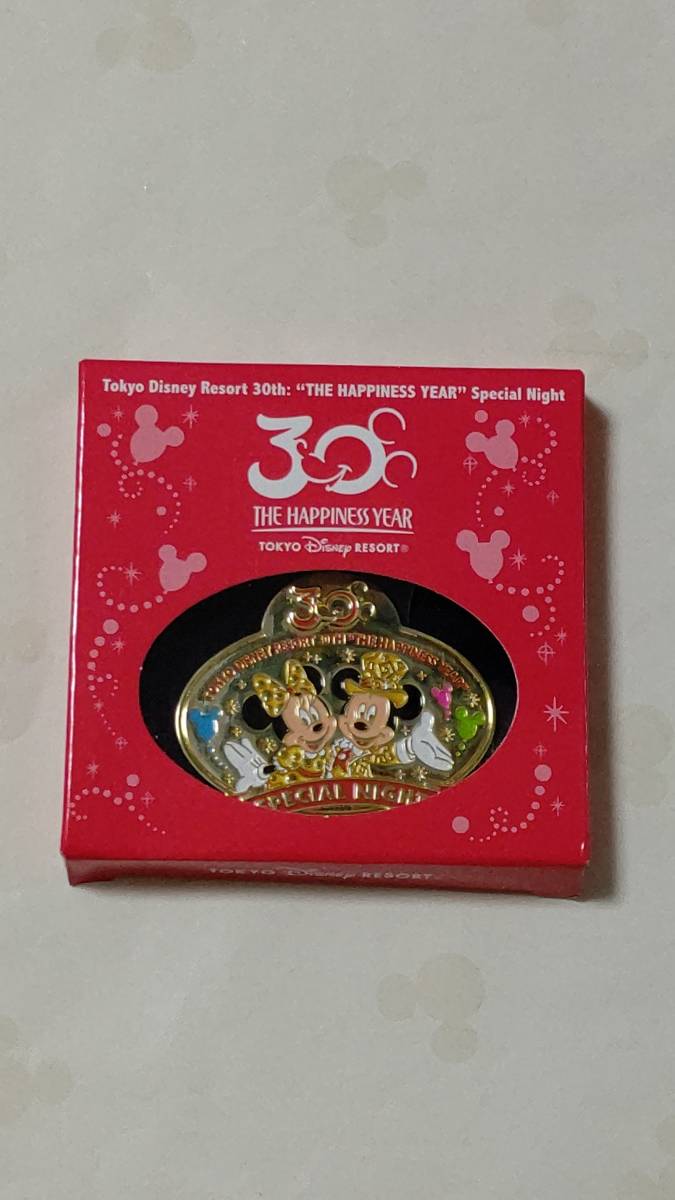 Tokyo Disney Resort 30th: “THE HAPPINESS YEAR” Special Night
30
THE HAPPINESS YEAR
TOKYO Disney RESORT®
30
TOKYO DISNEY RESORT 30TH "THE HAPPINESS YEAR"
SPECIAL NIGHT
TOKYO Disney RESORT